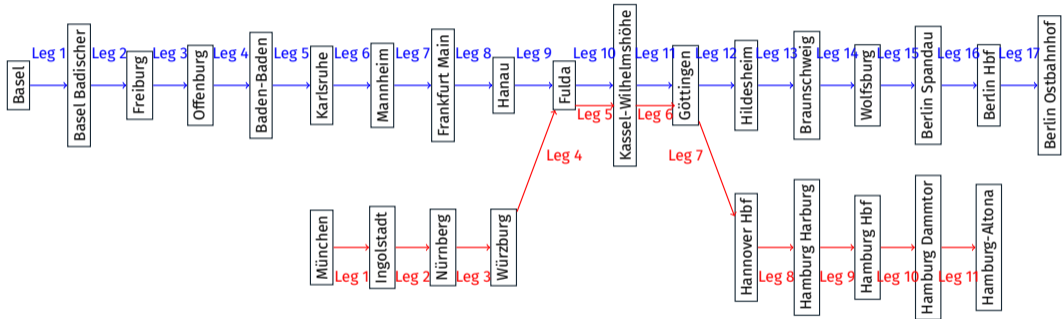 Leg 1
Leg 2
Leg 3
Leg 4
Leg 5
Leg 6
Leg 7
Leg 8
Leg 9
Leg 10
Leg 11
Leg 12
Leg 13
Leg 14
Leg 15
Leg 16
Leg 17
Basel
Basel Badischer
Freiburg
Offenburg
Baden-Baden
Karlsruhe
Mannheim
Frankfurt Main
Hanau
Fulda
Kassel-Wilhelmshöhe
Göttingen
Hildesheim
Braunschweig
Wolfsburg
Berlin Spandau
Berlin Hbf
Berlin Ostbahnhof
Leg 5
Leg 6
Leg 4
Leg 7
München
Ingolstadt
Nürnberg
Würzburg
Hannover Hbf
Hamburg Harburg
Hamburg Hbf
Hamburg Dammtor
Hamburg-Altona
Leg 1
Leg 2
Leg 3
Leg 8
Leg 9
Leg 10
Leg 11